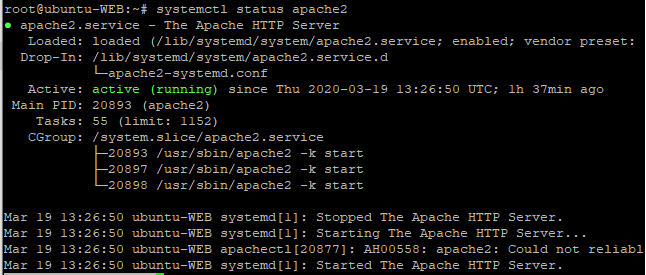 root@ubuntu-WEB:~# systemctl status apache2
● apache2.service - The Apache HTTP Server
   Loaded: loaded (/lib/systemd/system/apache2.service; enabled; vendor preset:
  Drop-In: /lib/systemd/system/apache2.service.d
           └─apache2-systemd.conf
   Active: active (running) since Thu 2020-03-19 13:26:50 UTC; 1h 37min ago
 Main PID: 20893 (apache2)
    Tasks: 55 (limit: 1152)
   CGroup: /system.slice/apache2.service
           ├─20893 /usr/sbin/apache2 -k start
           ├─20897 /usr/sbin/apache2 -k start
           └─20898 /usr/sbin/apache2 -k start

Mar 19 13:26:50 ubuntu-WEB systemd[1]: Stopped The Apache HTTP Server.
Mar 19 13:26:50 ubuntu-WEB systemd[1]: Starting The Apache HTTP Server...
Mar 19 13:26:50 ubuntu-WEB apachectl[20877]: AH00558: apache2: Could not reliabl
Mar 19 13:26:50 ubuntu-WEB systemd[1]: Started The Apache HTTP Server.